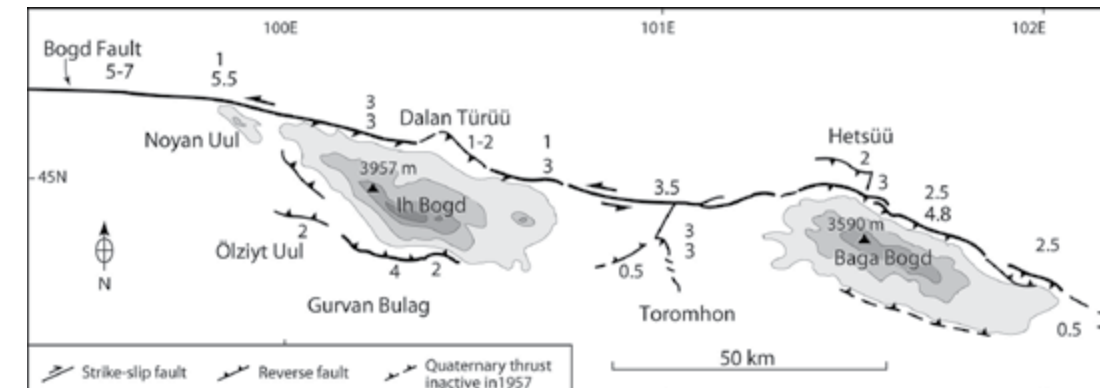 100E
101E
102E
Bogd Fault
5-7
1
5.5
Noyan Uul
3
3
Dalan Türüü
1-2
1
3
Hetsüü
2
3
2.5
4.8
2.5
45N
3957 m
Ih Bogd
3.5
3590 m
Baga Bogd
Ölziyt Uul
2
4
2
3
3
0.5
0.5
N
Gurvan Bulag
Toromhon
50 km
Strike-slip fault
Reverse fault
Quaternary thrust
inactive in1957